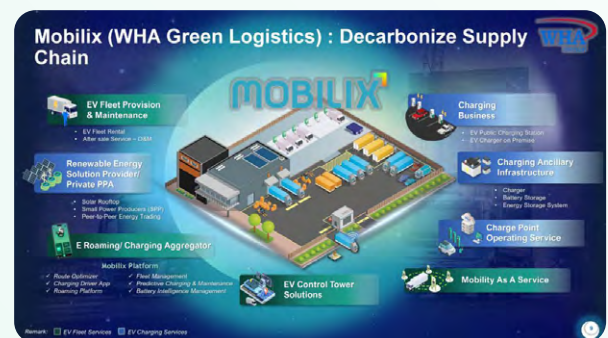 Mobilix (WHA Green Logistics) : Decarbonize Supply
Chain
WHA
MOBILIX
EV Fleet Provision
& Maintenance
• EV Fleet Rental
• After sale Service – O&M
Renewable Energy
Solution Provider/
Private PPA
• Solar Rooftop
• Small Power Producers (SPP)
• Peer-to-Peer Energy Trading
E Roaming/ Charging Aggregator
Mobilix Platform
✓ Route Optimizer
✓ Charging Driver App
✓ Roaming Platform
✓ Fleet Management
✓ Predictive Charging & Maintenance
✓ Battery Intelligence Management
EV Control Tower
Solutions
Charging
Business
• EV Public Charging Station
• EV Charger on Premise
Charging Ancillary
Infrastructure
• Charger
• Battery Storage
• Energy Storage System
Charge Point
Operating Service
Mobility As A Service
Remark: EV Fleet Services EV Charging Services